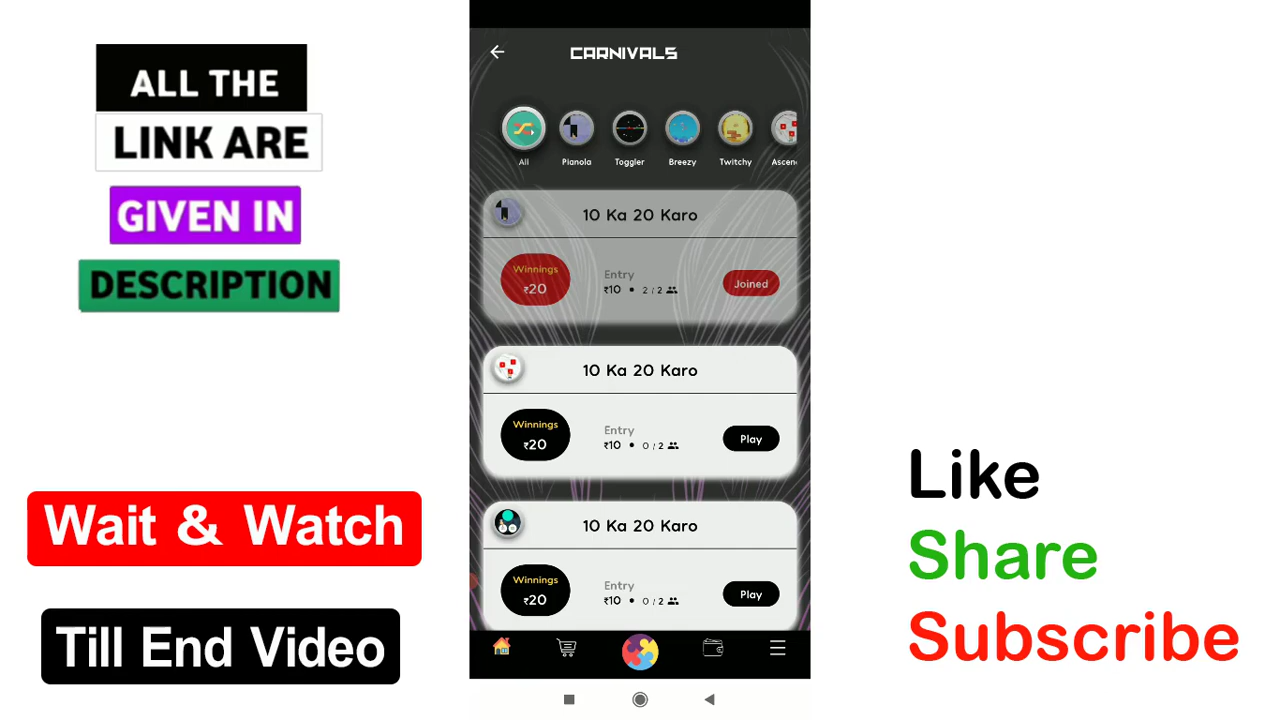 ALL THE
LINK ARE
GIVEN IN
DESCRIPTION
Wait & Watch
Till End Video
CARNIVALS
All
Pianola
Toggler
Breezy
Twitchy
Ascen
10 Ka 20 Karo
Winnings
₹20
Entry
₹10 • 2 / 2
Joined
10 Ka 20 Karo
Winnings
₹20
Entry
₹10 • 0 / 2
Play
10 Ka 20 Karo
Winnings
₹20
Entry
₹10 • 0 / 2
Play
Like
Share
Subscribe